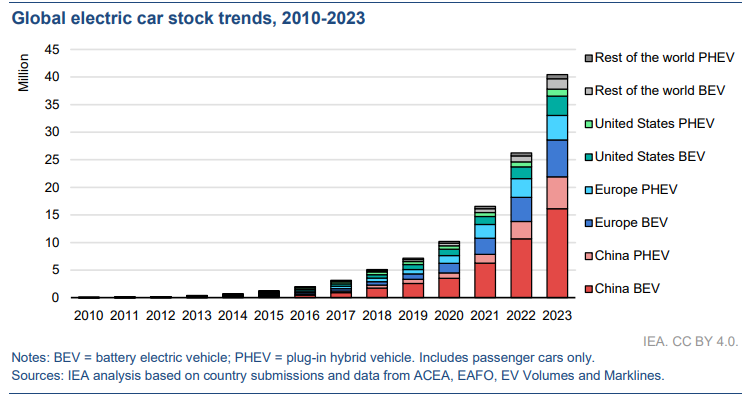 Global electric car stock trends, 2010-2023
Million
45
40
35
30
25
20
15
10
5
0
2010 2011 2012 2013 2014 2015 2016 2017 2018 2019 2020 2021 2022 2023
Rest of the world PHEV
Rest of the world BEV
United States PHEV
United States BEV
Europe PHEV
Europe BEV
China PHEV
China BEV
IEA. CC BY 4.0.
Notes: BEV = battery electric vehicle; PHEV = plug-in hybrid vehicle. Includes passenger cars only.
Sources: IEA analysis based on country submissions and data from ACEA, EAFO, EV Volumes and Marklines.